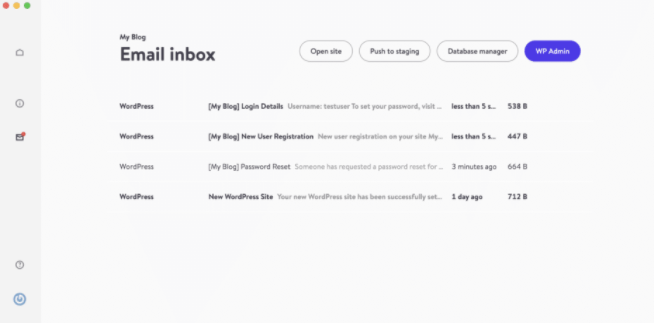 My Blog
Email inbox
Open site
Push to staging
Database manager
WP Admin
WordPress [My Blog] Login Details Username: testuser To set your password, visit ... less than 5 s... 538 B
WordPress [My Blog] New User Registration New user registration on your site My... less than 5 s... 447 B
WordPress [My Blog] Password Reset Someone has requested a password reset for ... 3 minutes ago 664 B
WordPress New WordPress Site Your new WordPress site has been successfully set... 1 day ago 712 B